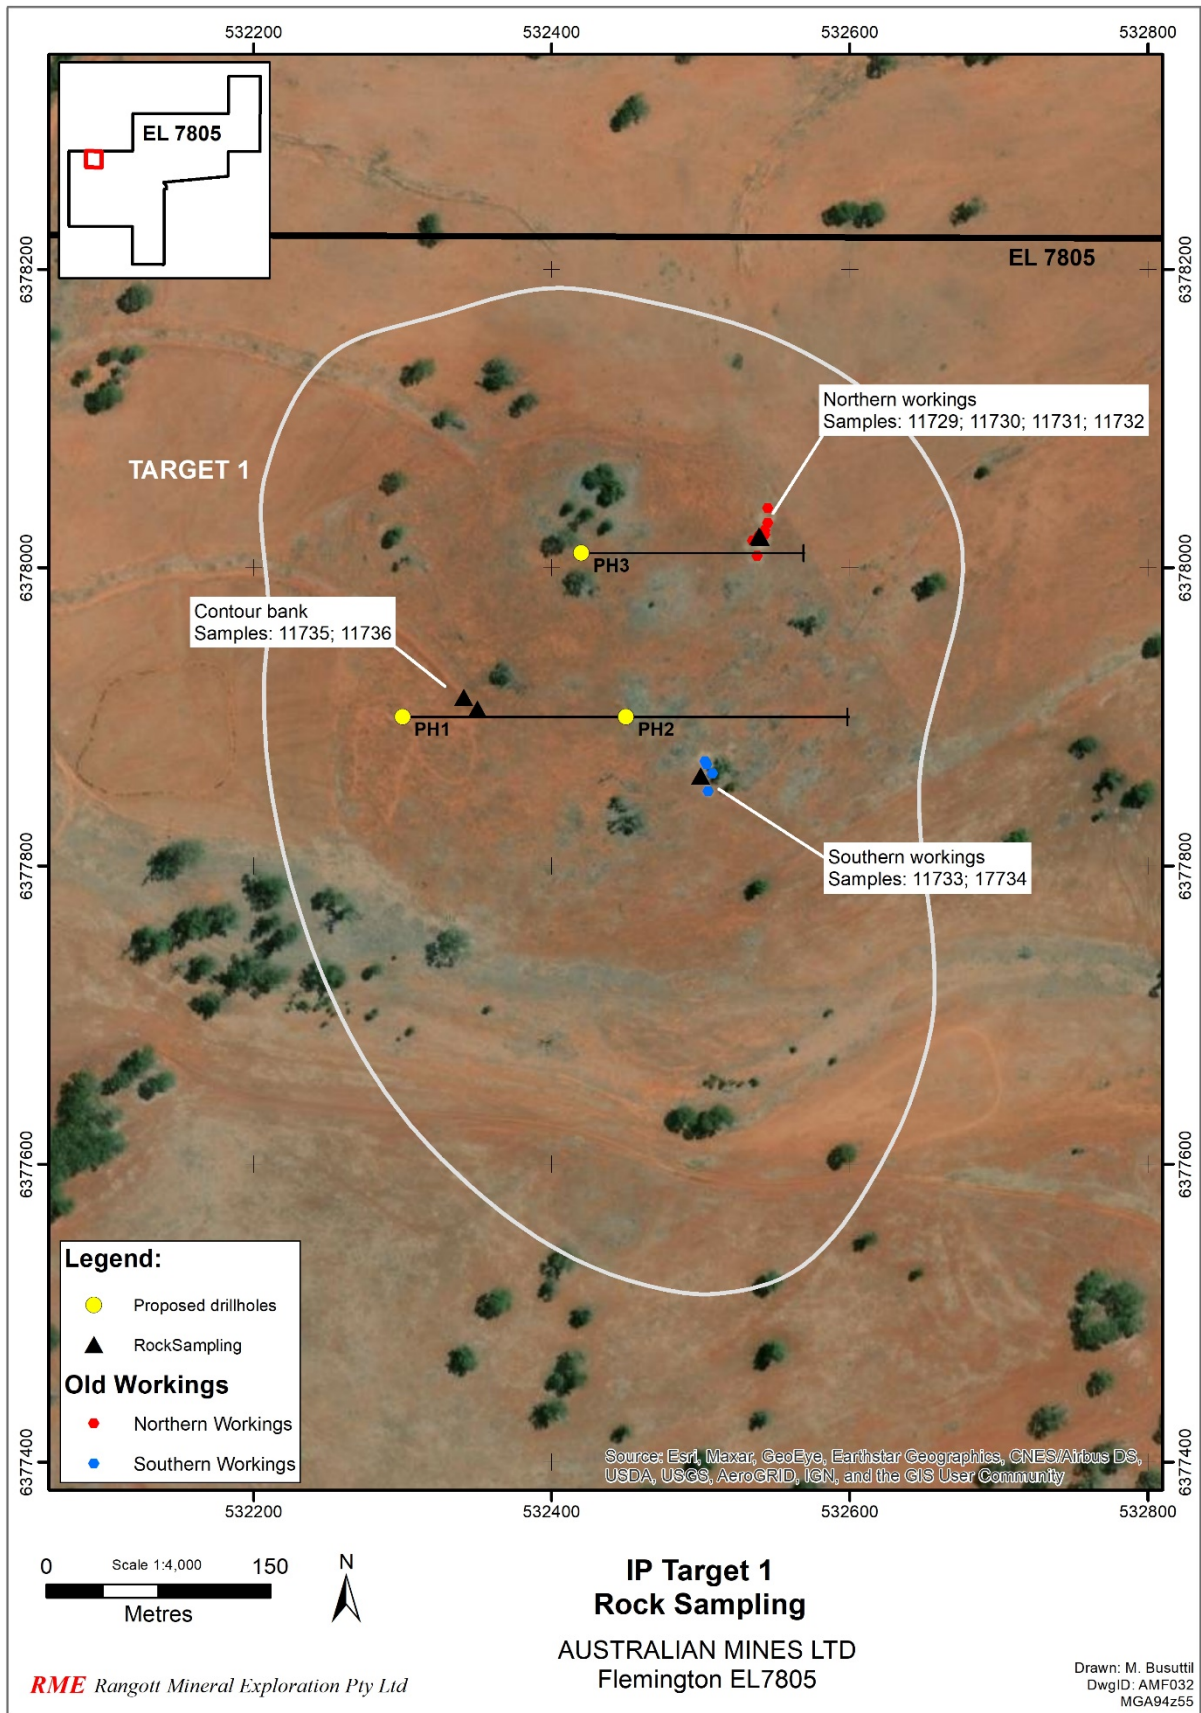 532200
532400
532600
532800
EL 7805
6378200
6378200
EL 7805
Northern workings
Samples: 11729; 11730; 11731; 11732
TARGET 1
6378000
6378000
PH3
Contour bank
Samples: 11735; 11736
PH1
PH2
6377800
6377800
Southern workings
Samples: 11733; 17734
6377600
6377600
Legend:
Proposed drillholes
RockSampling
Old Workings
Northern Workings
Southern Workings
6377400
6377400
Source: Esri, Maxar, GeoEye, Earthstar Geographics, CNES/Airbus DS,
USDA, USGS, AeroGRID, IGN, and the GIS User Community
532200
532400
532600
532800
0
Scale 1:4,000
150
Metres
N
IP Target 1
Rock Sampling
AUSTRALIAN MINES LTD
Flemington EL7805
RME Rangott Mineral Exploration Pty Ltd
Drawn: M. Busuttil
DwgID: AMF032
MGA94z55